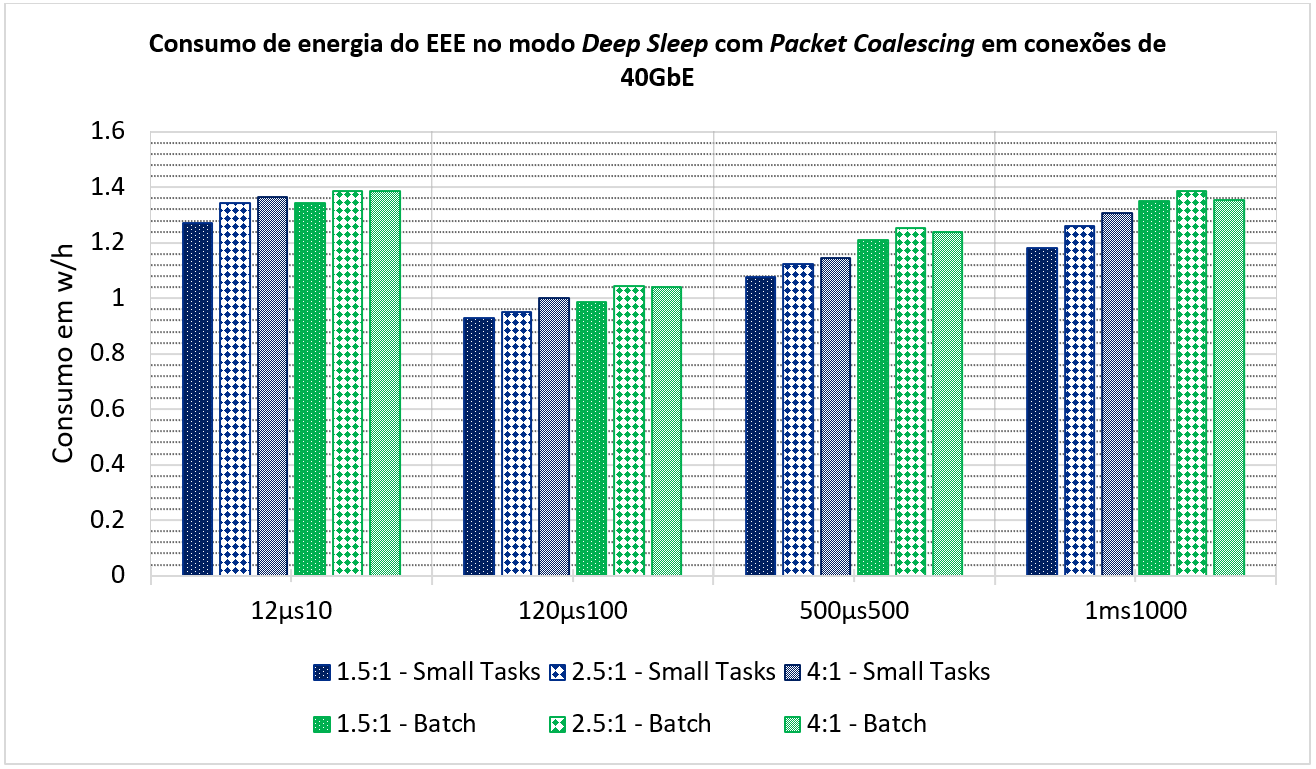 Consumo de energia do EEE no modo Deep Sleep com Packet Coalescing em conexões de
40GbE
Consumo em w/h
1.6
1.4
1.2
1
0.8
0.6
0.4
0.2
0
12µs10 120µs100 500µs500 1ms1000
1.5:1 - Small Tasks 2.5:1 - Small Tasks 4:1 - Small Tasks
1.5:1 - Batch 2.5:1 - Batch 4:1 - Batch